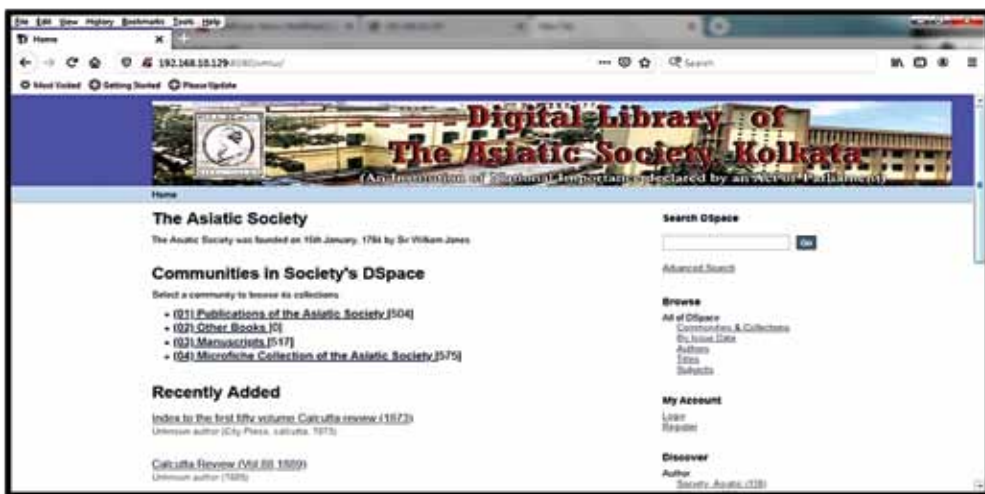 File Edit View History Bookmarks Tools Help
Home
192.168.10.129:8080/xmlui/
Search
Most Visited Getting Started Please Update
Digital Library of
The Asiatic Society, Kolkata
(An Institution of National Importance declared by an Act of Parliament)
Home
The Asiatic Society
The Asiatic Society was founded on 15th January, 1784 by Sir William Jones
Communities in Society's DSpace
Select a community to browse its collections
(01) Publications of the Asiatic Society [504]
(02) Other Books [0]
(03) Manuscripts [517]
(04) Microfiche Collection of the Asiatic Society [575]
Recently Added
Index to the first fifty volume Calcutta review (1873)
Unknown author (City Press, calcutta, 1873)
Calcutta Review (Vol.88,1889)
Unknown author (1889)
Search DSpace
Go
Advanced Search
Browse
All of DSpace
Communities & Collections
By Issue Date
Authors
Titles
Subjects
My Account
Login
Register
Discover
Author
Society, Asiatic (128)